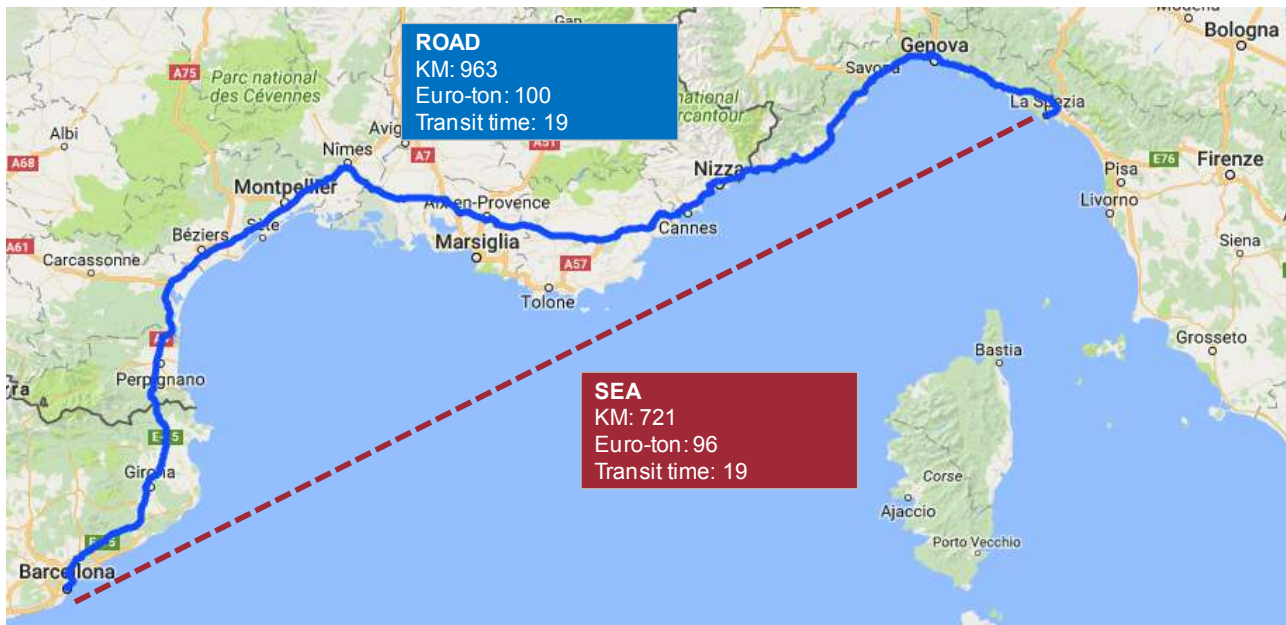 Modena
Bologna
Gap
ROAD
KM: 963
Euro-ton: 100
Transit time: 19
Genova
Savona
La Spezia
A75
Parc national
des Cévennes
Albi
A68
Nîmes
A7
A51
Nizza
Pisa
E76
Firenze
Livorno
Montpellier
Sète
Aix-en-Provence
Cannes
Béziers
A61
Carcassonne
Marsiglia
A57
Siena
Tolone
Grosseto
Bastia
Perpignano
SEA
KM: 721
Euro-ton: 96
Transit time: 19
Girona
Corse
Ajaccio
Porto Vecchio
Barcellona